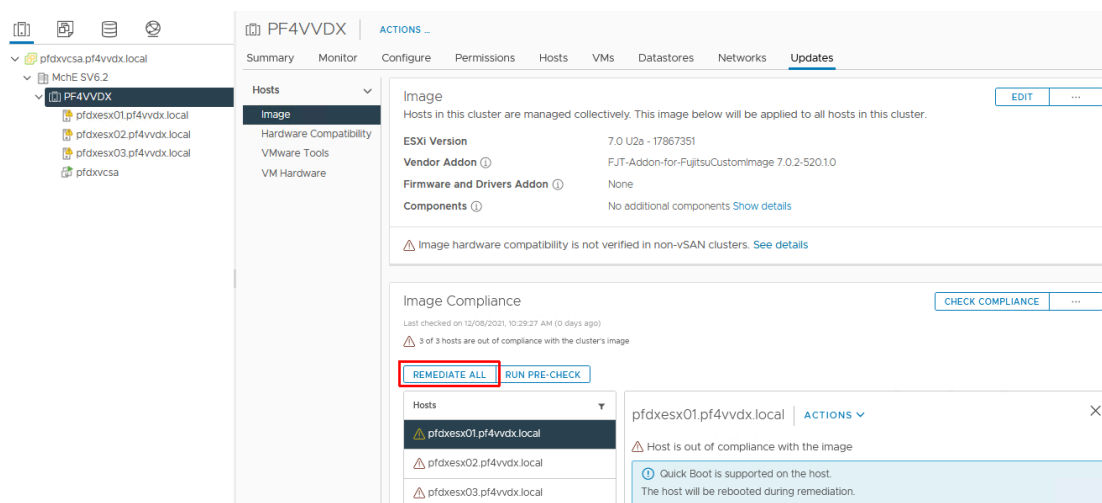 PF4VVDX
ACTIONS ...
Summary Monitor Configure Permissions Hosts VMs Datastores Networks Updates
pfdxvcsa.pf4vvdx.local
MchE SV6.2
PF4VVDX
pfdxesx01.pf4vvdx.local
pfdxesx02.pf4vvdx.local
pfdxesx03.pf4vvdx.local
pfdxvcsa
Hosts
Image
Hardware Compatibility
VMware Tools
VM Hardware
Image
EDIT ...
Hosts in this cluster are managed collectively. This image below will be applied to all hosts in this cluster.
ESXi Version 7.0 U2a - 17867351
Vendor Addon FJT-Addon-for-FujitsuCustomImage 7.0.2-520.1.0
Firmware and Drivers Addon None
Components No additional components Show details
Image hardware compatibility is not verified in non-vSAN clusters. See details
Image Compliance
CHECK COMPLIANCE ...
Last checked on 12/08/2021, 10:29:27 AM (0 days ago)
3 of 3 hosts are out of compliance with the cluster's image
REMEDIATE ALL RUN PRE-CHECK
Hosts
pfdxesx01.pf4vvdx.local
pfdxesx02.pf4vvdx.local
pfdxesx03.pf4vvdx.local
pfdxesx01.pf4vvdx.local ACTIONS
Host is out of compliance with the image
Quick Boot is supported on the host.
The host will be rebooted during remediation.